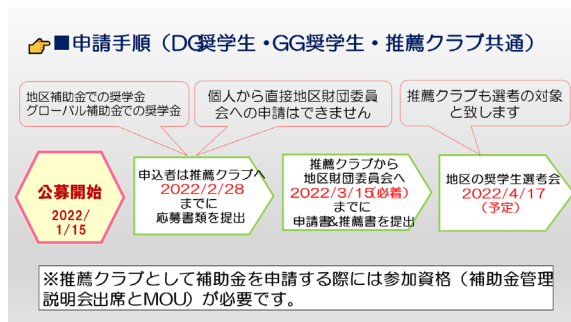 ■申請手順（DG奨学生・GG奨学生・推薦クラブ共通）
地区補助金での奨学金
グローバル補助金での奨学金
個人から直接地区財団委員
会への申請はできません
推薦クラブも選考の対象
と致します
公募開始
2022/
1/15
申込者は推薦クラブへ
2022/2/28
までに
応募書類を提出
推薦クラブから
地区財団委員会へ
2022/3/15(必着)
までに
申請書&推薦書を提出
地区の奨学生選考会
2022/4/17
(予定)
※推薦クラブとして補助金を申請する際には参加資格（補助金管理
説明会出席とMOU）が必要です。